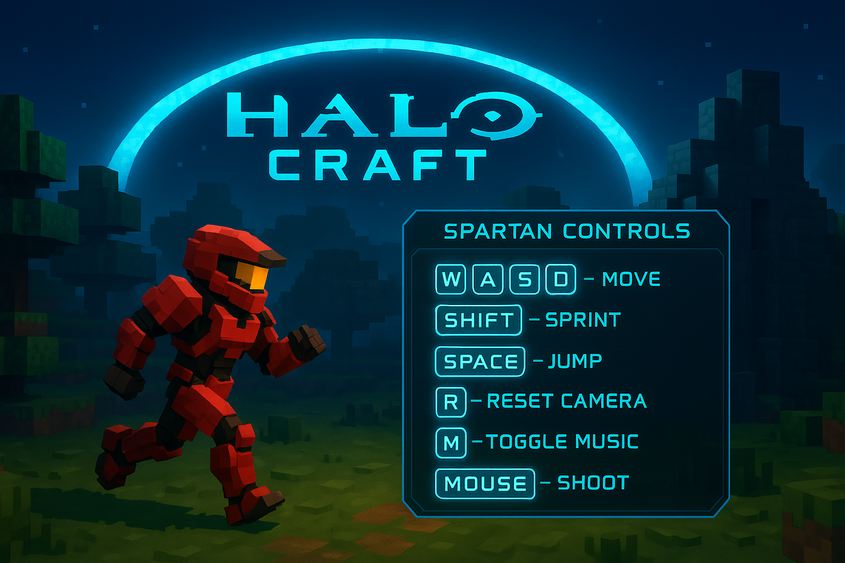 HALO
CRAFT
SPARTAN CONTROLS
W A S D – MOVE
SHIFT – SPRINT
SPACE – JUMP
R – RESET CAMERA
M – TOGGLE MUSIC
MOUSE – SHOOT